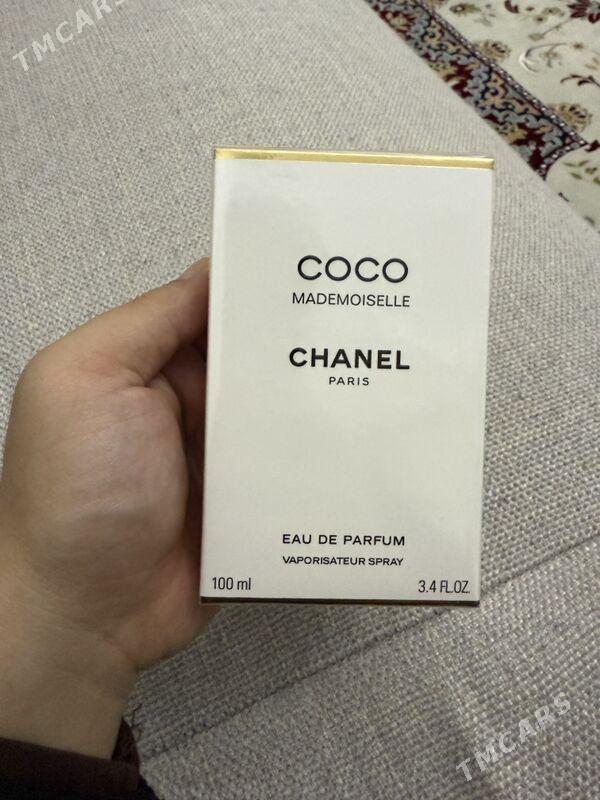 TMCARS
COCO
MADEMOISELLE
CHANEL
PARIS
EAU DE PARFUM
VAPORISATEUR SPRAY
100 ml 3.4 FL.OZ.
TMCARS